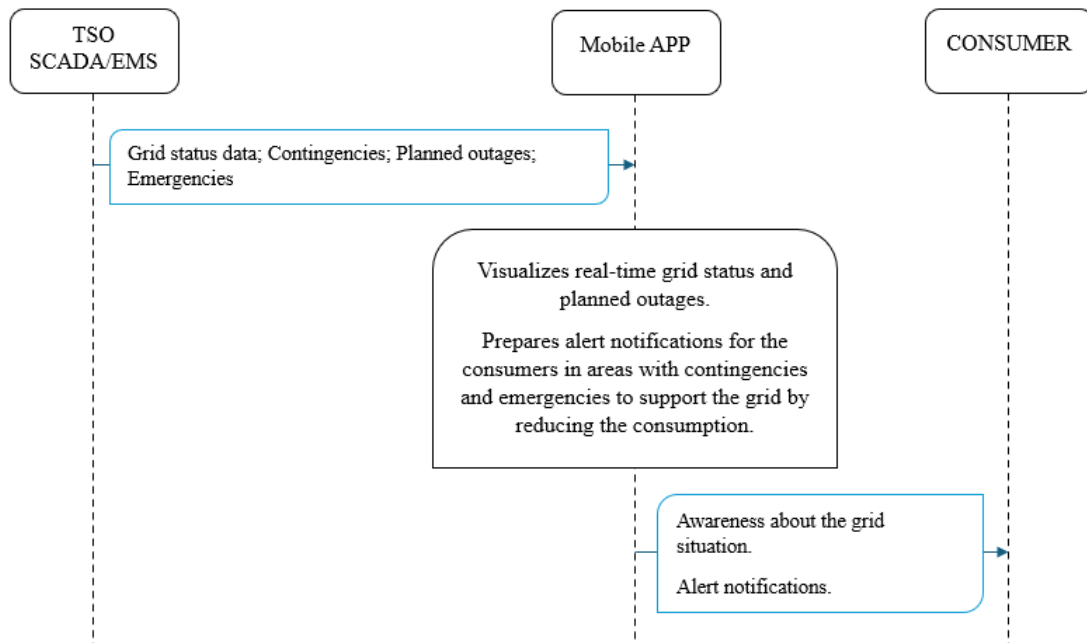 TSO
SCADA/EMS
Mobile APP
CONSUMER
Grid status data; Contingencies; Planned outages;
Emergencies
Visualizes real-time grid status and
planned outages.
Prepares alert notifications for the
consumers in areas with contingencies
and emergencies to support the grid by
reducing the consumption.
Awareness about the grid
situation.
Alert notifications.